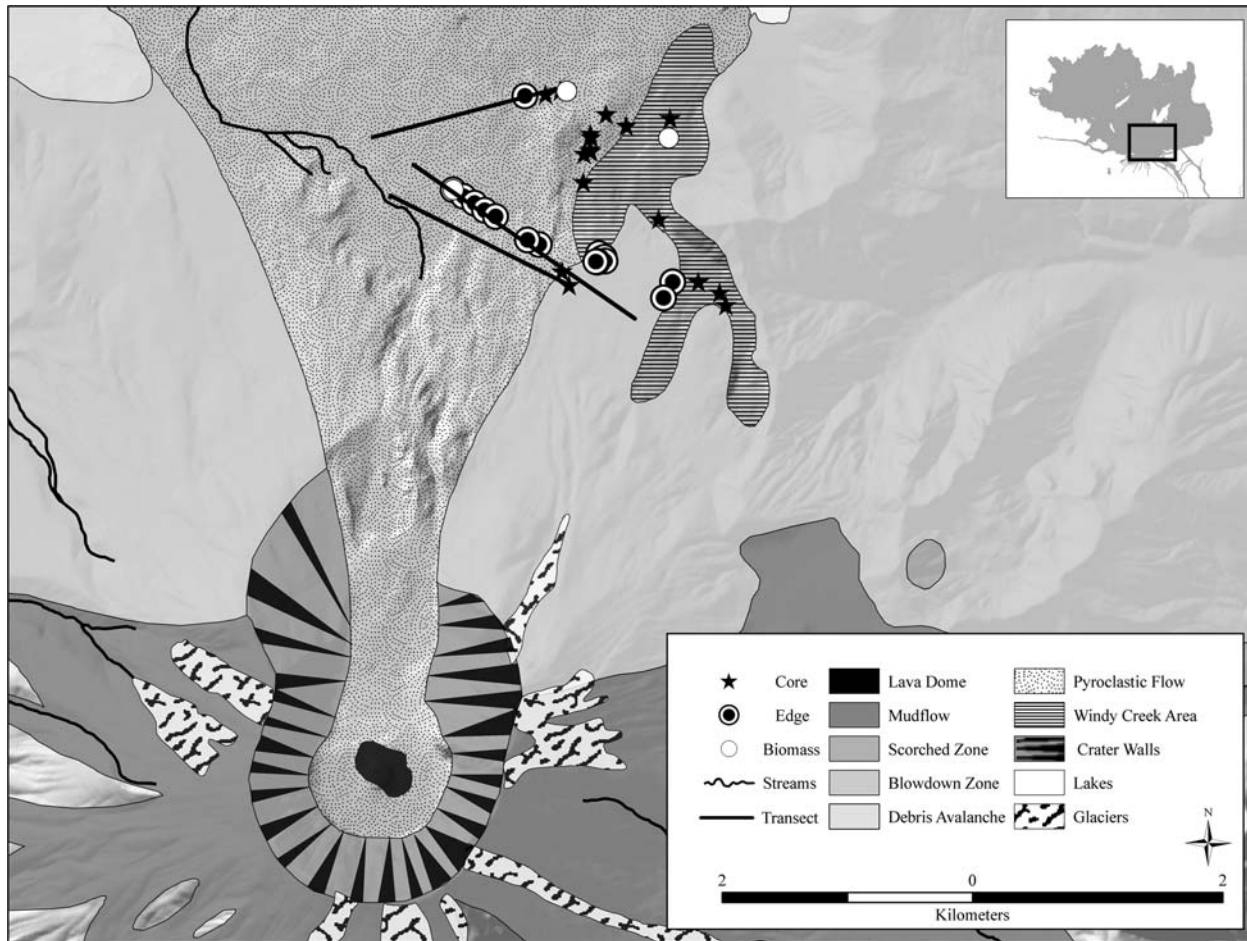 Core
Lava Dome
Pyroclastic Flow
Edge
Mudflow
Windy Creek Area
Biomass
Scorched Zone
Crater Walls
Streams
Blowdown Zone
Lakes
Transect
Debris Avalanche
Glaciers
N
2
0
2
Kilometers